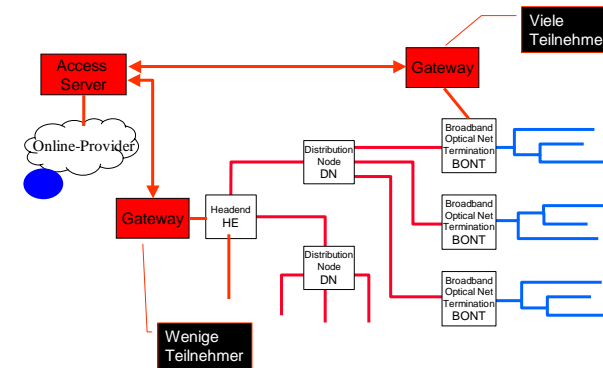 Viele
Teilnehme
Access
Server
Gateway
Online-Provider
Distribution
Node
DN
Broadband
Optical Net
Termination
BONT
Gateway
Headend
HE
Broadband
Optical Net
Termination
BONT
Distribution
Node
DN
Broadband
Optical Net
Termination
BONT
Wenige
Teilnehmer